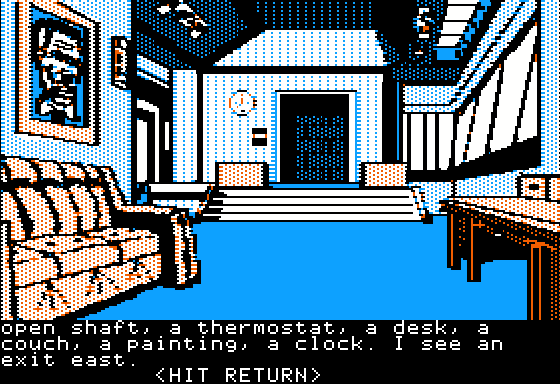 open shaft, a thermostat, a desk, a
couch, a painting, a clock. I see an
exit east.
<HIT RETURN>